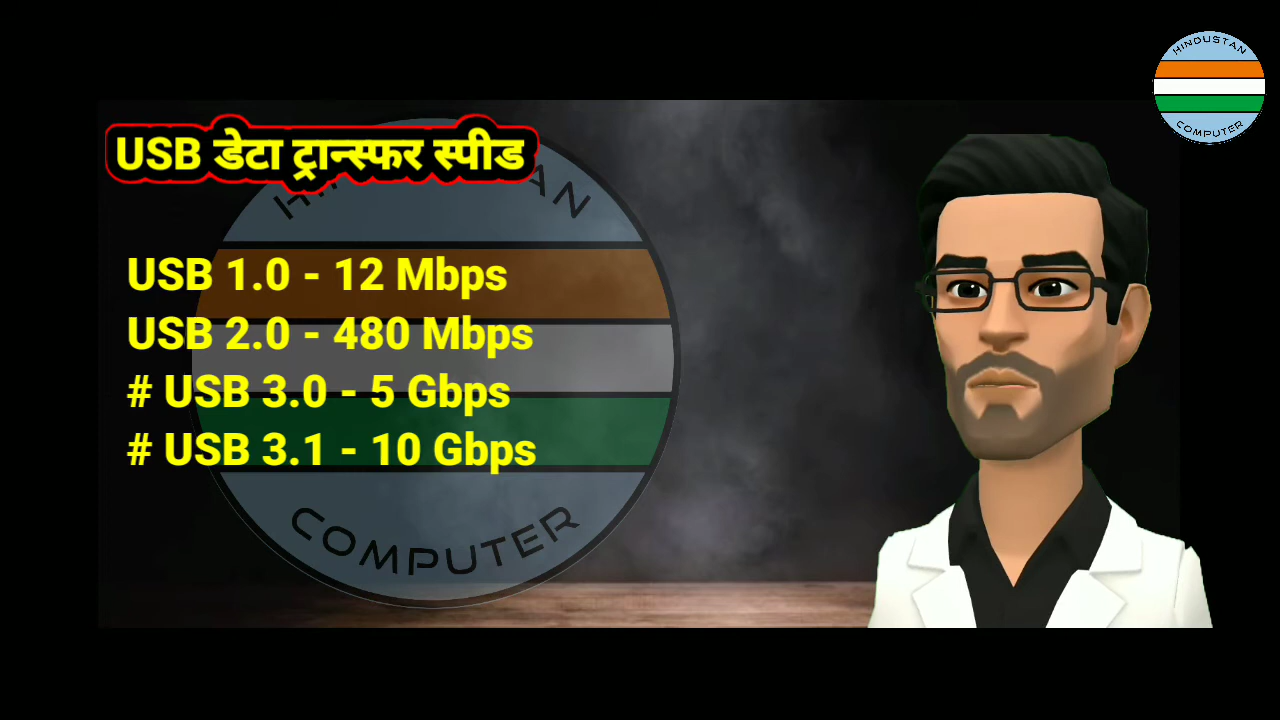 HINDUSTAN
COMPUTER
USB डेटा ट्रान्स्फर स्पीड
USB 1.0 - 12 Mbps
USB 2.0 - 480 Mbps
# USB 3.0 - 5 Gbps
# USB 3.1 - 10 Gbps
COMPUTER